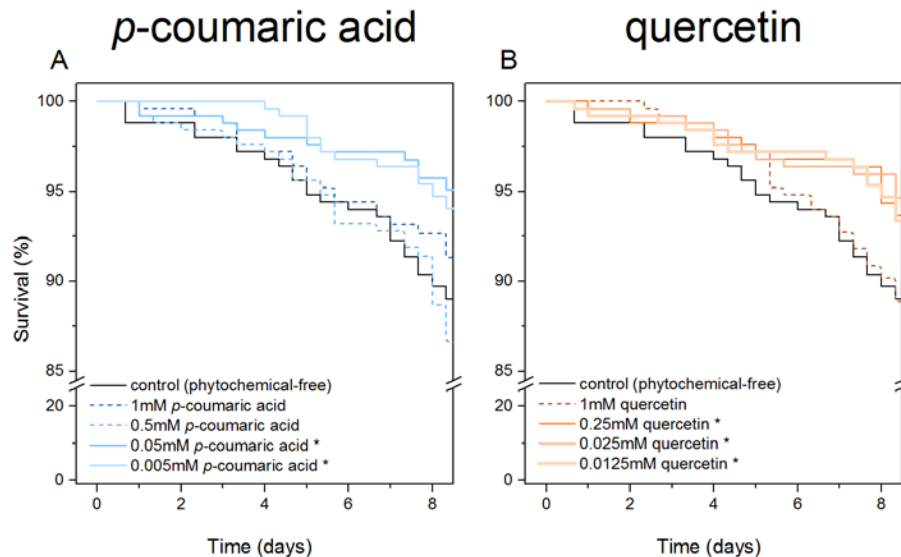 p-coumaric acid
quercetin
A
B
Survival (%)
100
95
90
85
20
0
control (phytochemical-free)
1mM p-coumaric acid
0.5mM p-coumaric acid
0.05mM p-coumaric acid *
0.005mM p-coumaric acid *
0 2 4 6 8
Time (days)
100
95
90
85
20
0
control (phytochemical-free)
1mM quercetin
0.25mM quercetin *
0.025mM quercetin *
0.0125mM quercetin *
0 2 4 6 8
Time (days)